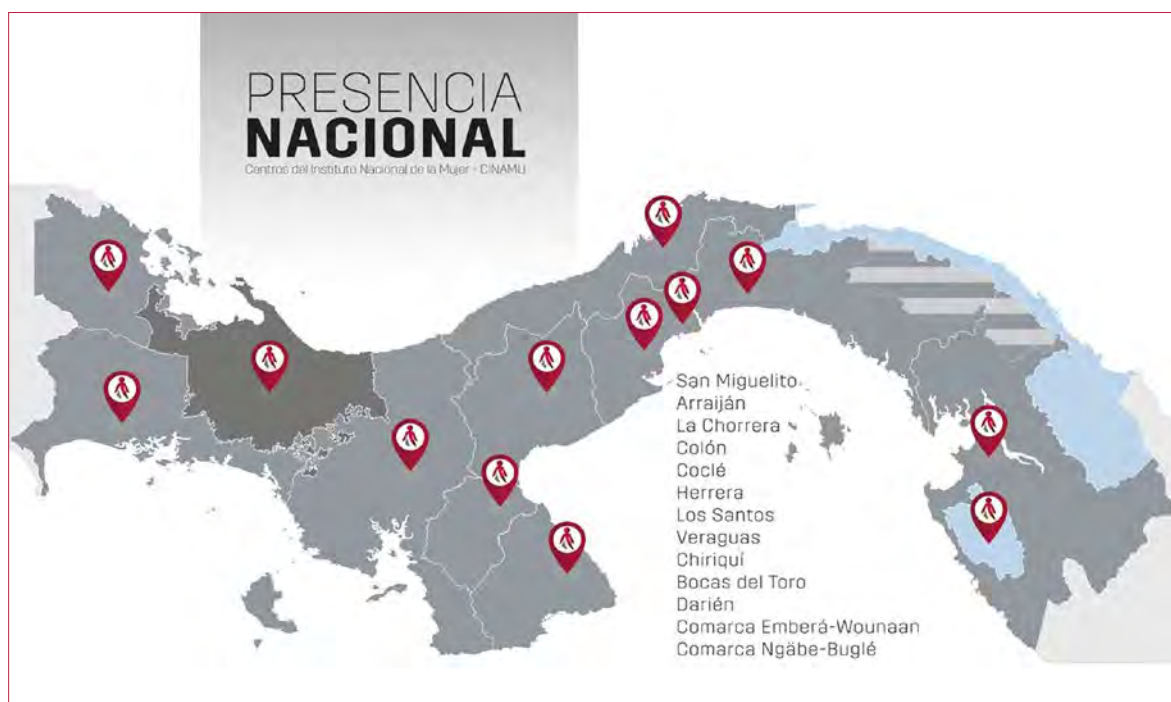 PRESENCIA
NACIONAL
Centros del Instituto Nacional de la Mujer - CINAMU
San Miguelito
Arraiján
La Chorrera
Colón
Coclé
Herrera
Los Santos
Veraguas
Chiriquí
Bocas del Toro
Darién
Comarca Emberá-Wounaan
Comarca Ngäbe-Buglé